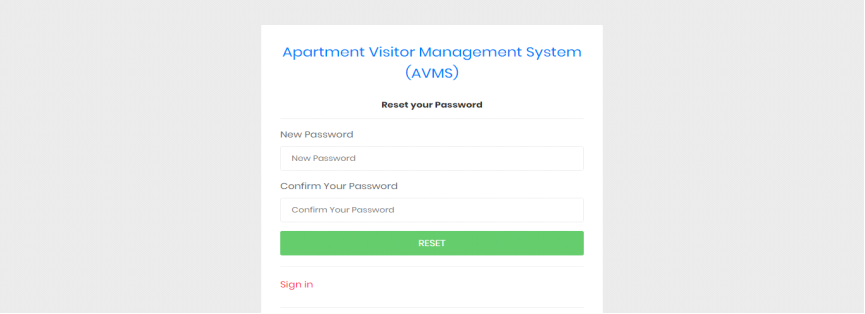 Apartment Visitor Management System
(AVMS)
Reset your Password
New Password
New Password
Confirm Your Password
Confirm Your Password
RESET
Sign in